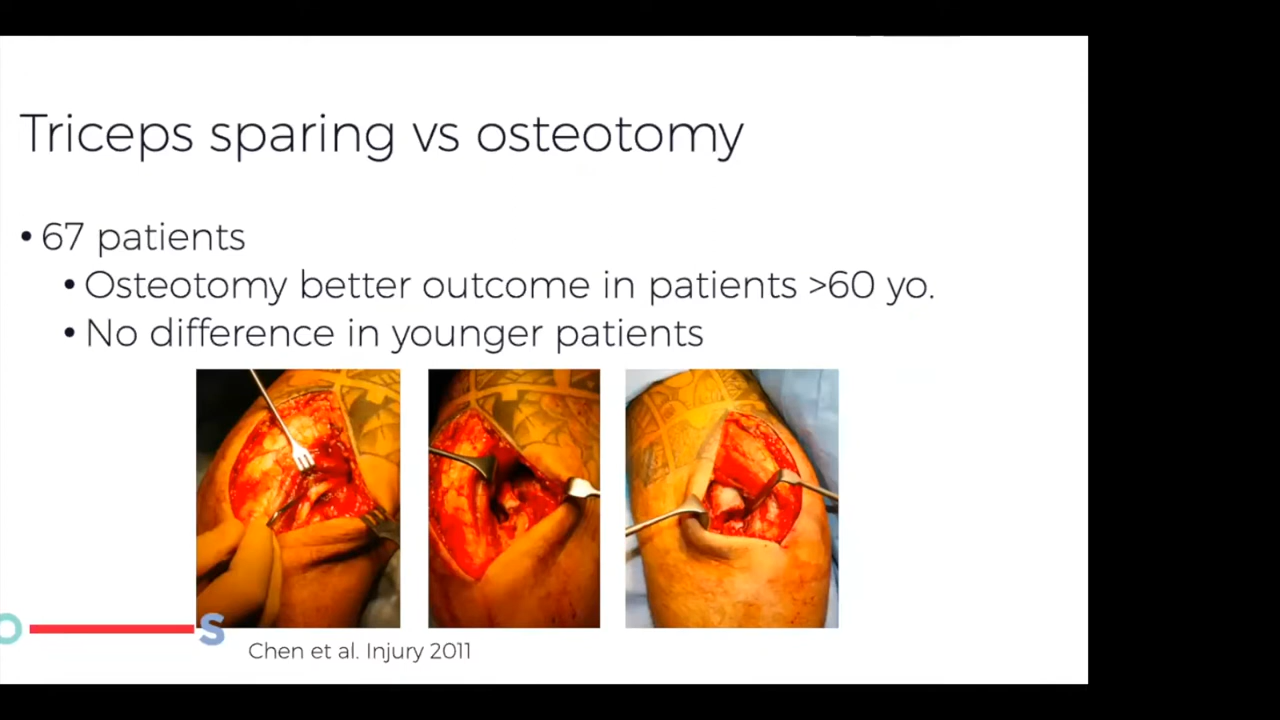 Triceps sparing vs osteotomy
• 67 patients
• Osteotomy better outcome in patients >60 yo.
• No difference in younger patients
O S
Chen et al. Injury 2011